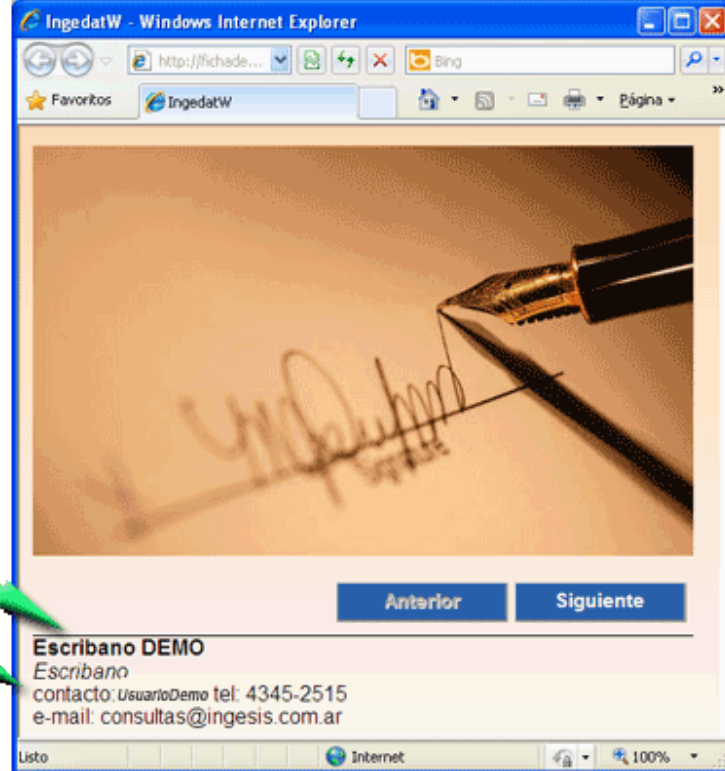 IngedatW - Windows Internet Explorer
http://fichade...
Bing
Favoritos
IngedatW
Página
»
Anterior
Siguiente
Escribano DEMO
Escribano
contacto: UsuarioDemo tel: 4345-2515
e-mail: consultas@ingesis.com.ar
Listo
Internet
100%